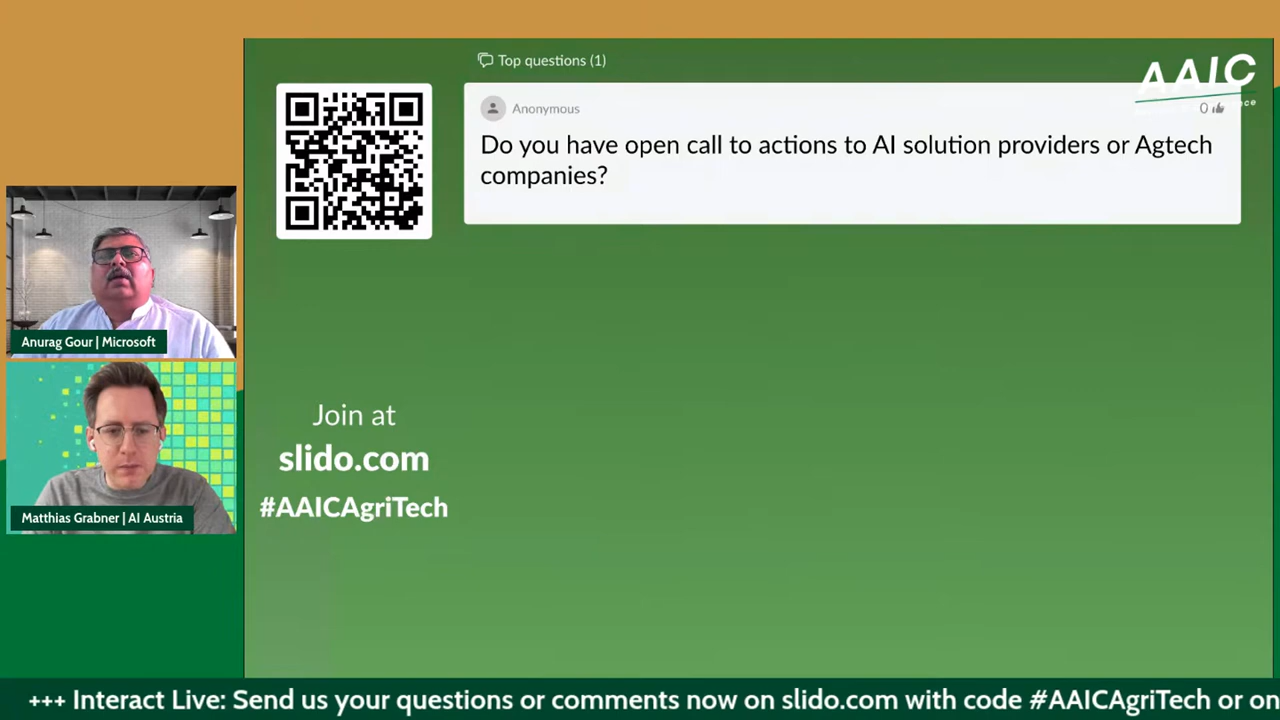 Top questions (1)
AAIC
Anonymous
0
Do you have open call to actions to AI solution providers or Agtech
companies?
Anurag Gour | Microsoft
Join at
slido.com
Matthias Grabner | AI Austria
#AAICAgriTech
+++ Interact Live: Send us your questions or comments now on slido.com with code #AAICAgriTech or on